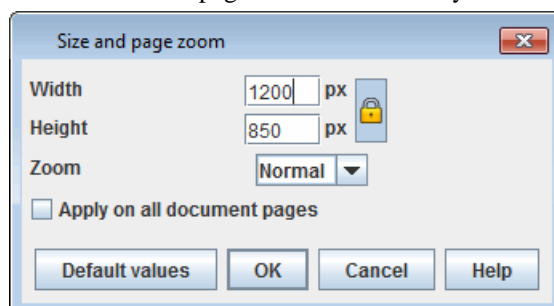 Size and page zoom
Width 1200 px
Height 850 px
Zoom Normal
Apply on all document pages
Default values OK Cancel Help